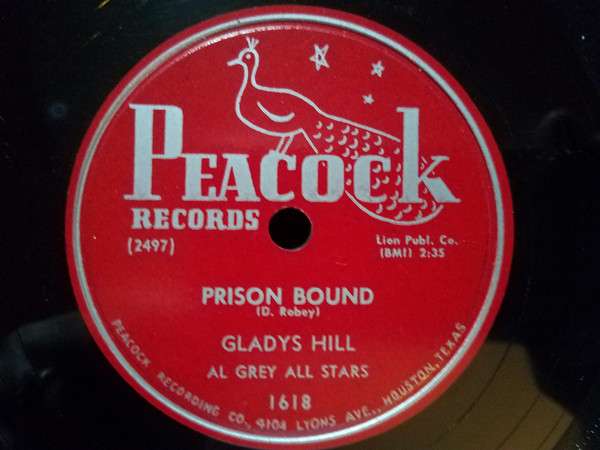 PEACOCK
RECORDS
(2497)
Lion Publ. Co.
(BMI) 2:35
PRISON BOUND
(D. Robey)
GLADYS HILL
AL GREY ALL STARS
1618
PEACOCK RECORDING CO., 4104 LYONS AVE., HOUSTON, TEXAS